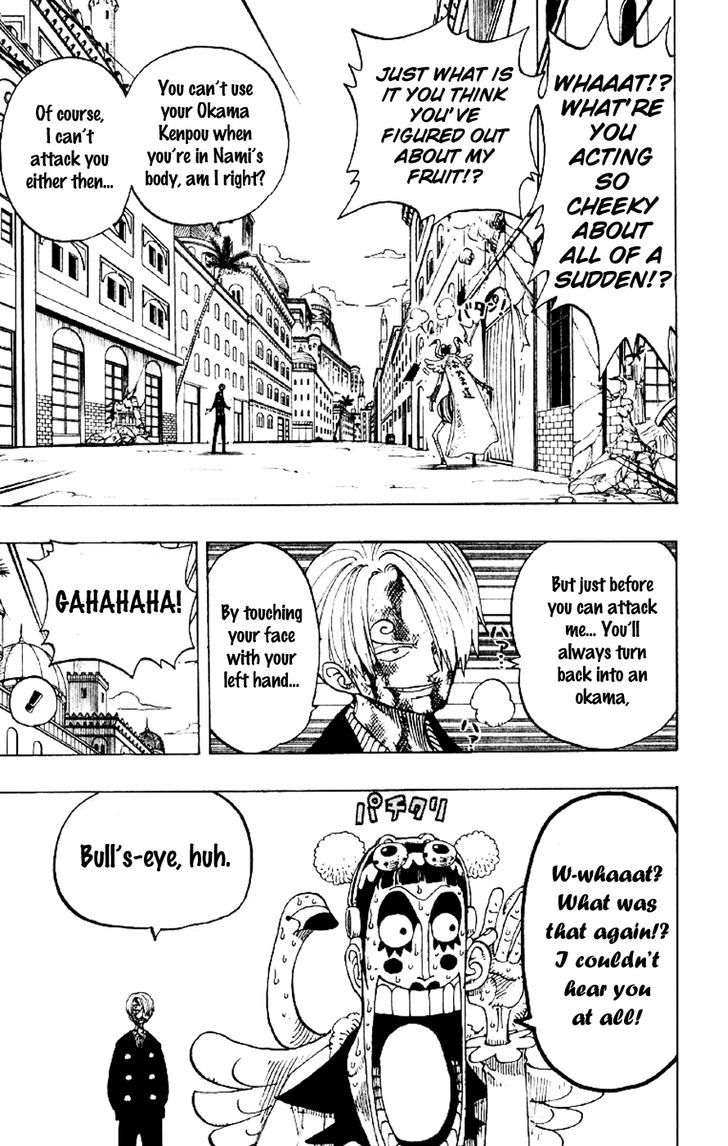 WHAAAT!?
WHAT'RE
YOU
ACTING
SO
CHEEKY
ABOUT
ALL OF A
SUDDEN!?
JUST WHAT IS
IT YOU THINK
YOU'VE
FIGURED OUT
ABOUT MY
FRUIT!?
You can't use
your Okama
Kenpou when
you're in Nami's
body, am I right?
Of course,
I can't
attack you
either then...
But just before
you can attack
me... You'll
always turn
back into an
okama,
By touching
your face
with your
left hand...
ハァ…
ハァ…
GAHAHAHA!
!
W-whaaat?
What was
that again!?
I couldn't
hear you
at all!
パチクリ
Bull's-eye, huh.